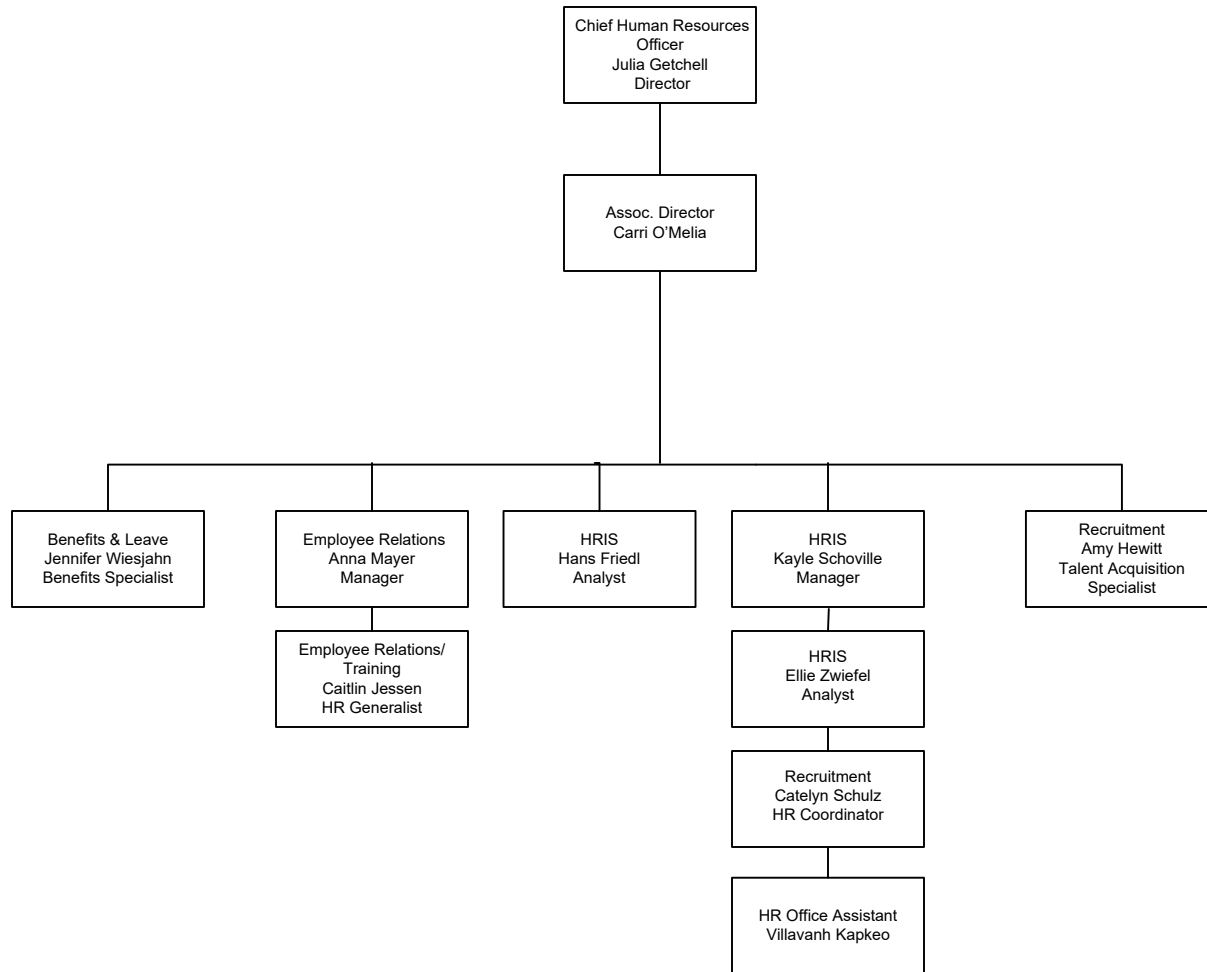 Chief Human Resources
Officer
Julia Getchell
Director
Assoc. Director
Carri O’Melia
Benefits & Leave
Jennifer Wiesjahn
Benefits Specialist
Employee Relations
Anna Mayer
Manager
HRIS
Hans Friedl
Analyst
HRIS
Kayle Schoville
Manager
Recruitment
Amy Hewitt
Talent Acquisition
Specialist
Employee Relations/
Training
Caitlin Jessen
HR Generalist
HRIS
Ellie Zwiefel
Analyst
Recruitment
Catelyn Schulz
HR Coordinator
HR Office Assistant
Villavanh Kapkeo